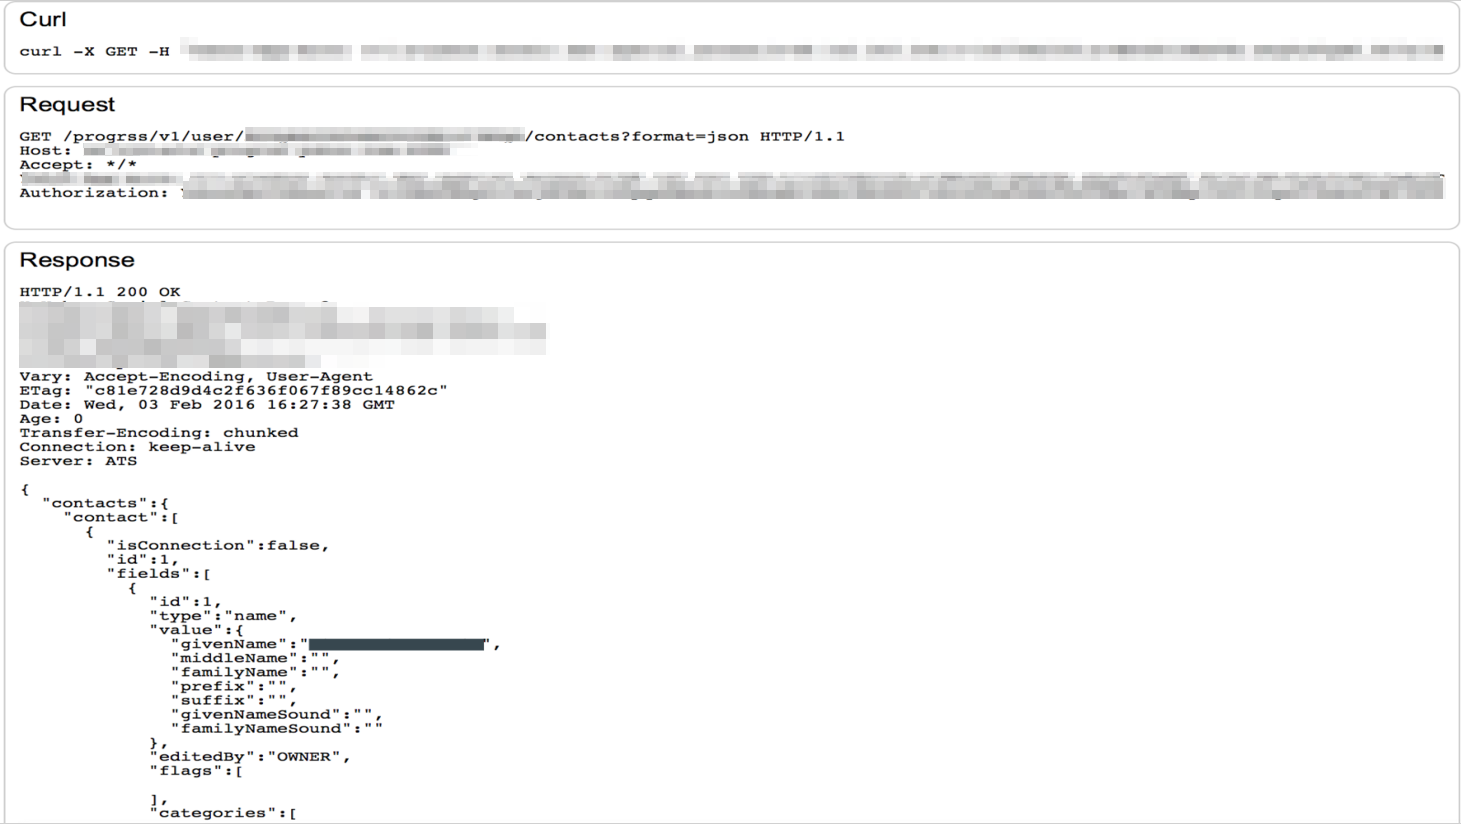 Curl
curl -X GET -H
Request
GET /progrss/v1/user/ /contacts?format=json HTTP/1.1
Host:
Accept: */*
Authorization:
Response
HTTP/1.1 200 OK
Vary: Accept-Encoding, User-Agent
ETag: "c81e728d9d4c2f636f067f89cc14862c"
Date: Wed, 03 Feb 2016 16:27:38 GMT
Age: 0
Transfer-Encoding: chunked
Connection: keep-alive
Server: ATS
{
"contacts":{
"contact":[
{
"isConnection":false,
"id":1,
"fields":[
{
"id":1,
"type":"name",
"value":{
"givenName":" ",
"middleName":"",
"familyName":"",
"prefix":"",
"suffix":"",
"givenNameSound":"",
"familyNameSound":""
},
"editedBy":"OWNER",
"flags":[
],
"categories":[